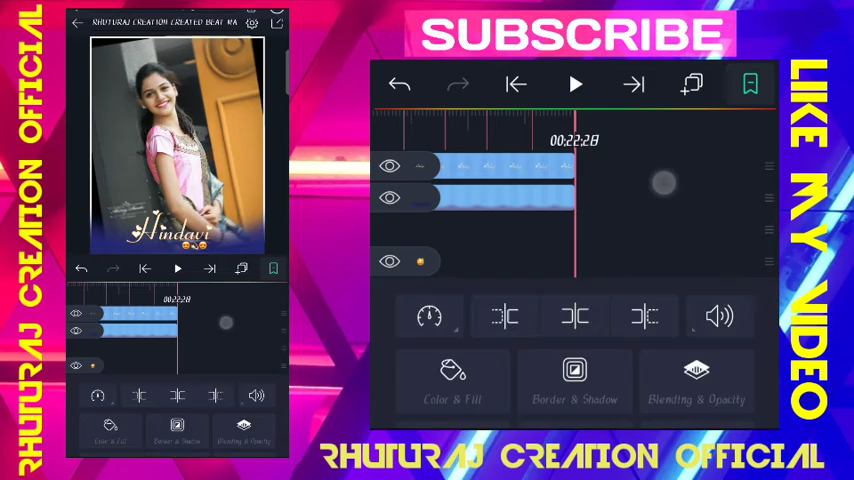 RHUTURAJ CREATION OFFICIAL
RHUTURAJ CREATION CREATED BEAT MA
Hindavi
00:22:28
Color & Fill
Border & Shadow
Blending & Opacity
SUBSCRIBE
00:22:28
Color & Fill
Border & Shadow
Blending & Opacity
LIKE MY VIDEO
RHUTURAJ CREATION OFFICIAL